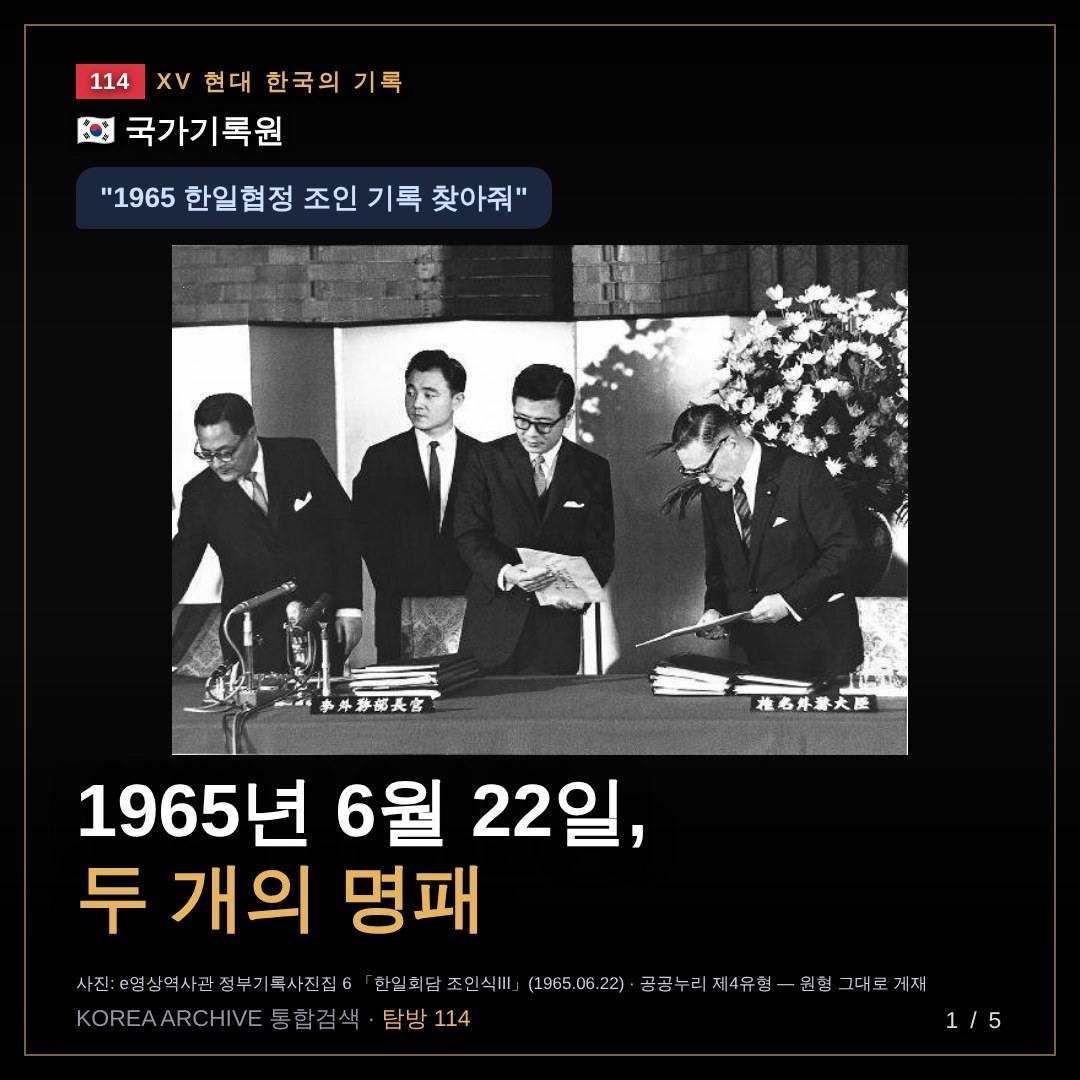 114 XV 현대 한국의 기록
🇰🇷 국가기록원
"1965 한일협정 조인 기록 찾아줘"
李外務部長官
椎名外務大臣
1965년 6월 22일,
두 개의 명패
사진: e영상역사관 정부기록사진집 6 「한일회담 조인식III」(1965.06.22) · 공공누리 제4유형 — 원형 그대로 게재
KOREA ARCHIVE 통합검색 · 탐방 114
1 / 5